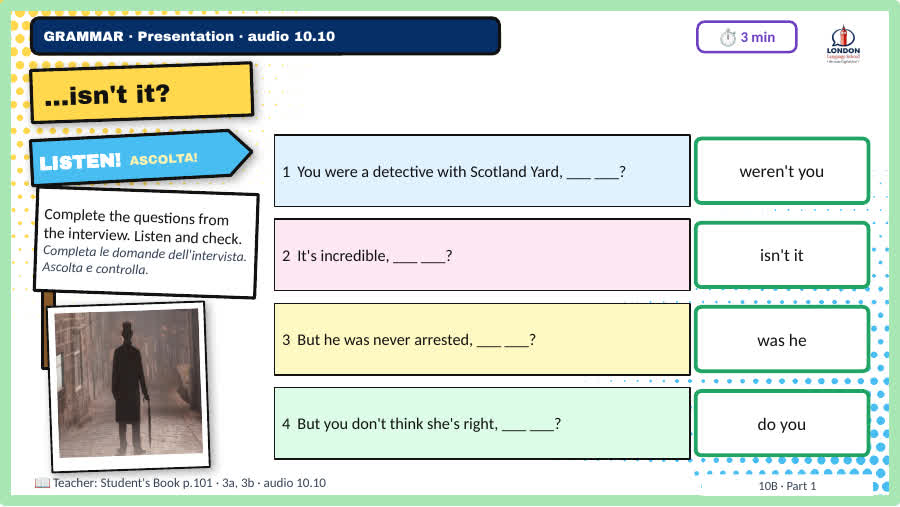 GRAMMAR · Presentation · audio 10.10
⏱️ 3 min
LONDON
Language School
...isn't it?
LISTEN! ASCOLTA!
Complete the questions from
the interview. Listen and check.
Completa le domande dell'intervista.
Ascolta e controlla.
1 You were a detective with Scotland Yard, ___ ___?
weren't you
2 It's incredible, ___ ___?
isn't it
3 But he was never arrested, ___ ___?
was he
4 But you don't think she's right, ___ ___?
do you
📖 Teacher: Student's Book p.101 · 3a, 3b · audio 10.10
10B · Part 1